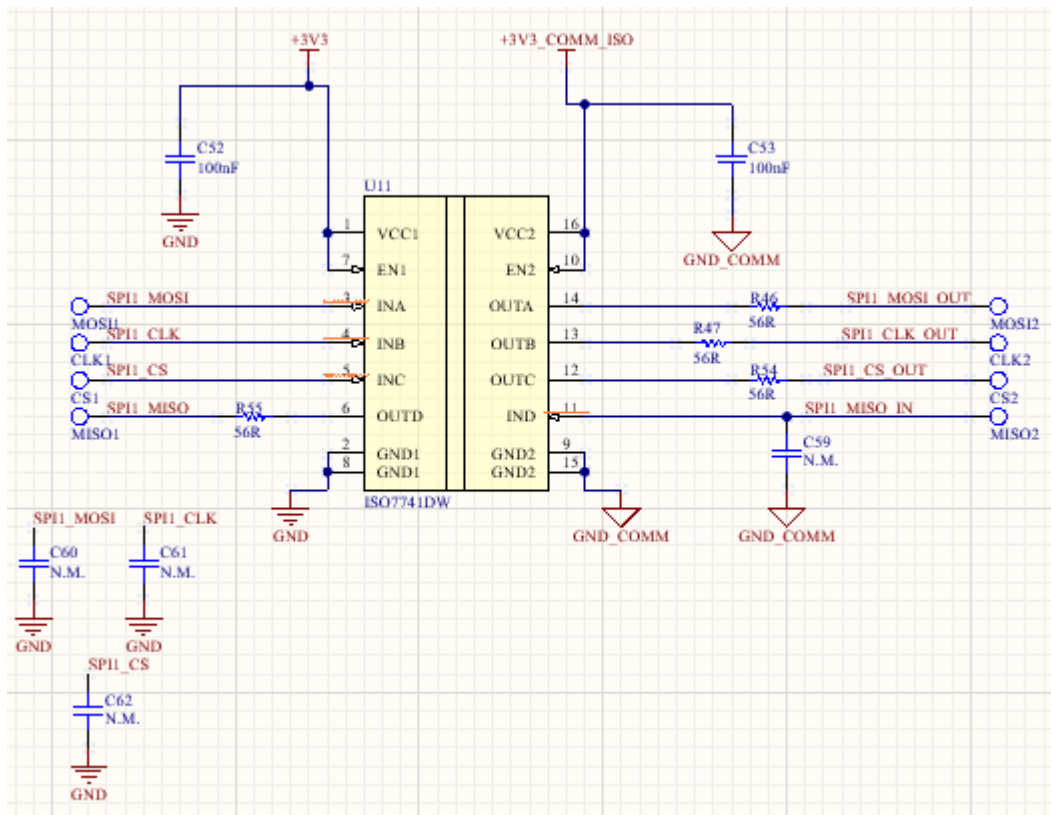 +3V3
+3V3_COMM_ISO
C52
100nF
C53
100nF
GND
GND_COMM
U11
1
VCC1
VCC2
16
7
EN1
EN2
10
SPI1_MOSI
3
INA
OUTA
14
R46
56R
SPI1_MOSI_OUT
MOSI1
MOSI2
SPI1_CLK
4
INB
OUTB
13
R47
56R
SPI1_CLK_OUT
CLK1
CLK2
SPI1_CS
5
INC
OUTC
12
R54
56R
SPI1_CS_OUT
CS1
CS2
SPI1_MISO
R55
56R
6
OUTD
IND
11
SPI1_MISO_IN
MISO1
MISO2
2
GND1
GND2
9
8
GND1
GND2
15
C59
N.M.
ISO7741DW
GND
GND_COMM
GND_COMM
SPI1_MOSI
SPI1_CLK
C60
N.M.
C61
N.M.
GND
GND
SPI1_CS
C62
N.M.
GND